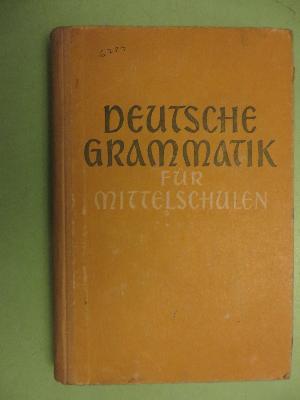 DEUTSCHE
GRAMMATIK
FÜR
MITTELSCHULEN